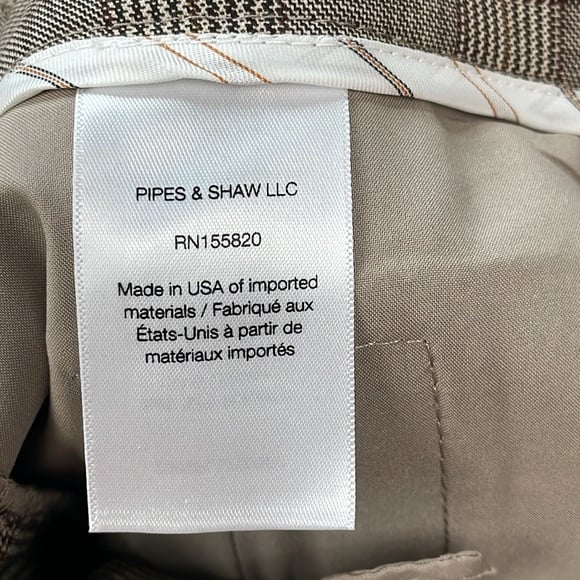 PIPES & SHAW LLC
RN155820
Made in USA of imported
materials / Fabriqué aux
États-Unis à partir de
matériaux importés